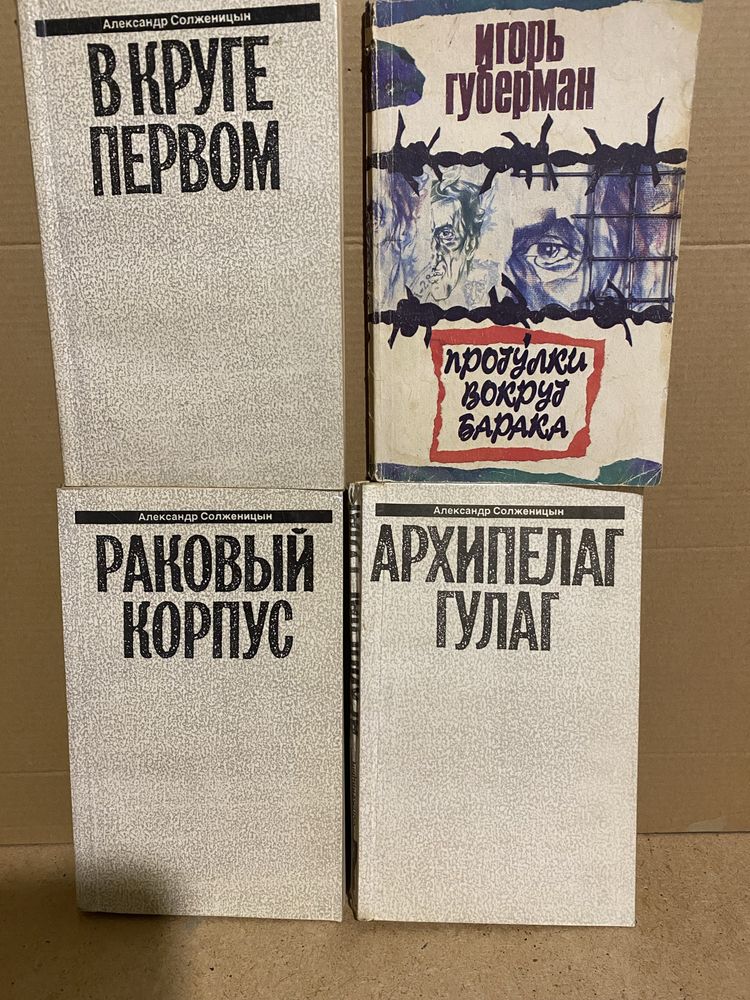 Александр Солженицын
В КРУГЕ
ПЕРВОМ
Игорь
Губерман
ПРОГУЛКИ
ВОКРУГ
БАРАКА
Александр Солженицын
РАКОВЫЙ
КОРПУС
Александр Солженицын
АРХИПЕЛАГ
ГУЛАГ